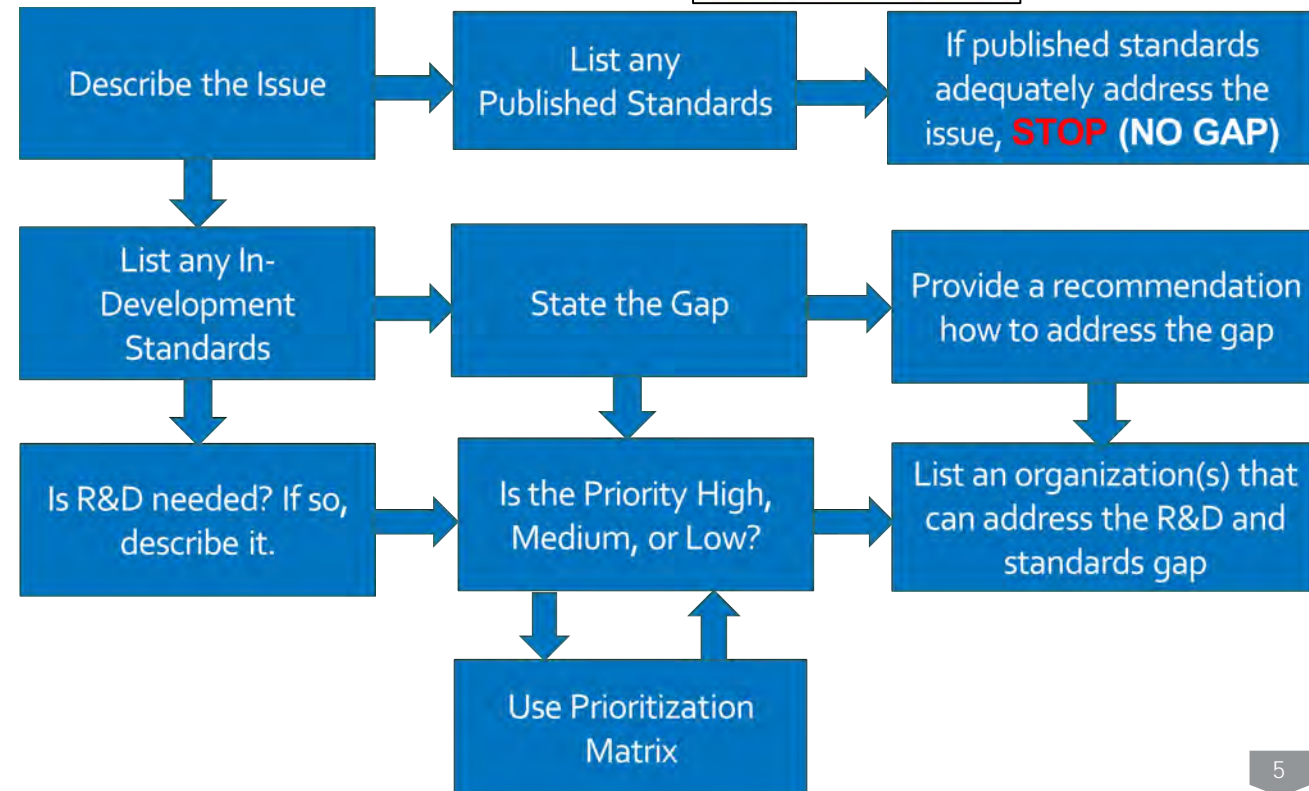 Describe the Issue
List any
Published Standards
If published standards
adequately address the
issue, STOP (NO GAP)
List any In-
Development
Standards
State the Gap
Provide a recommendation
how to address the gap
Is R&D needed? If so,
describe it.
Is the Priority High,
Medium, or Low?
List an organization(s) that
can address the R&D and
standards gap
Use Prioritization
Matrix
5